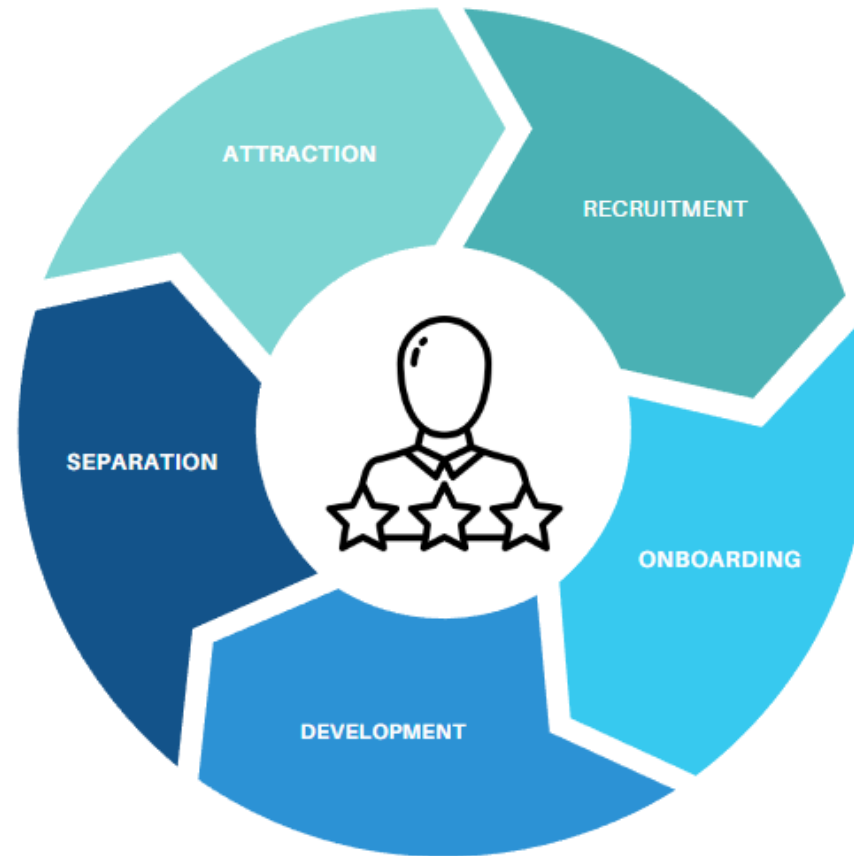 ATTRACTION
RECRUITMENT
ONBOARDING
DEVELOPMENT
SEPARATION